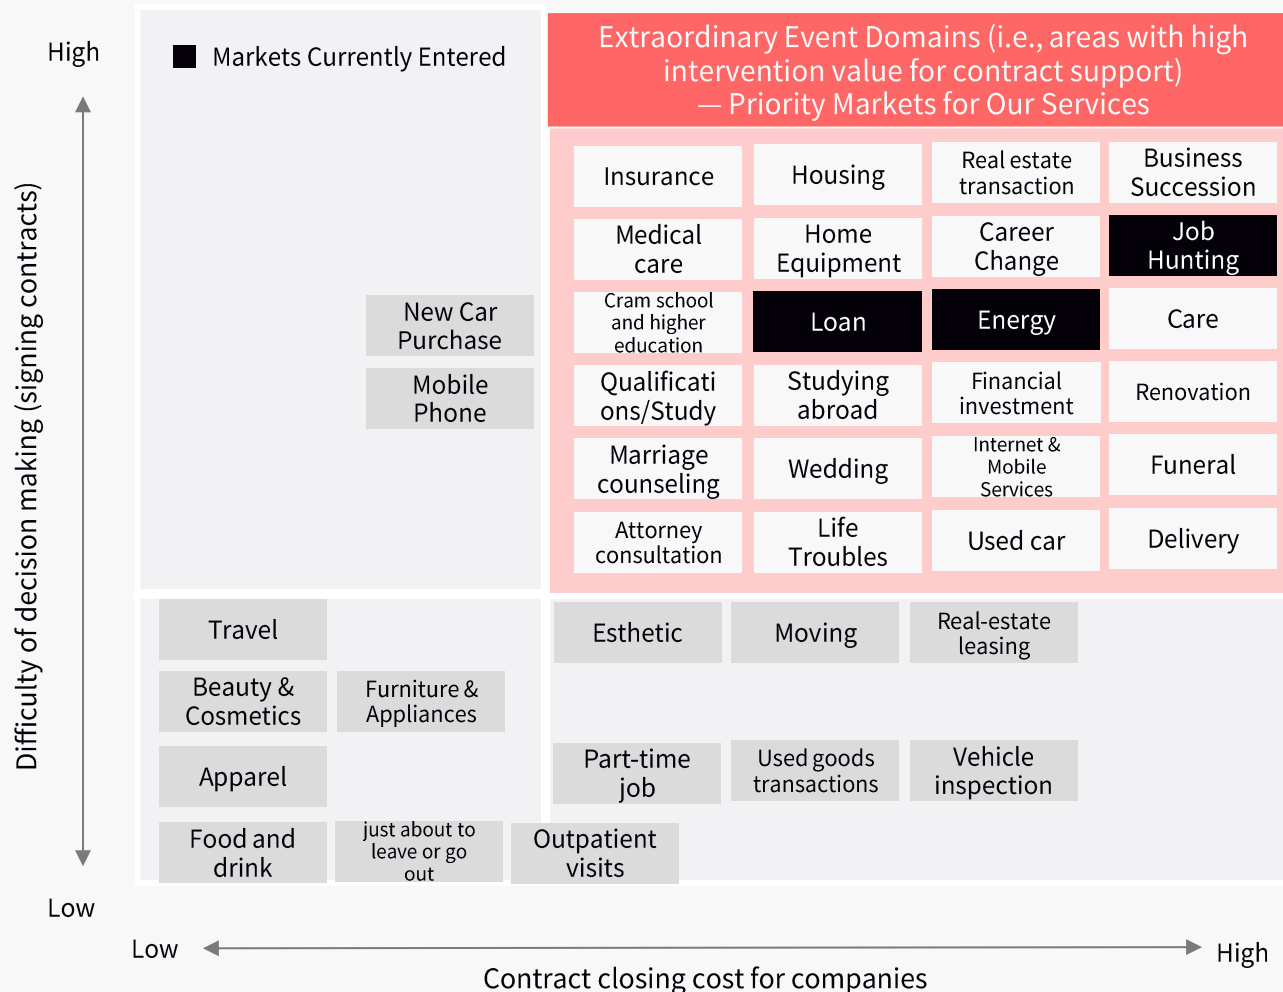 High
Markets Currently Entered
Extraordinary Event Domains (i.e., areas with high
intervention value for contract support)
— Priority Markets for Our Services
Difficulty of decision making (signing contracts)
Insurance
Housing
Real estate
transaction
Business
Succession
Medical
care
Home
Equipment
Career
Change
Job
Hunting
New Car
Purchase
Cram school
and higher
education
Loan
Energy
Care
Mobile
Phone
Qualificati
ons/Study
Studying
abroad
Financial
investment
Renovation
Marriage
counseling
Wedding
Internet &
Mobile
Services
Funeral
Attorney
consultation
Life
Troubles
Used car
Delivery
Travel
Esthetic
Moving
Real-estate
leasing
Beauty &
Cosmetics
Furniture &
Appliances
Apparel
Part-time
job
Used goods
transactions
Vehicle
inspection
Food and
drink
just about to
leave or go
out
Outpatient
visits
Low
Low
High
Contract closing cost for companies